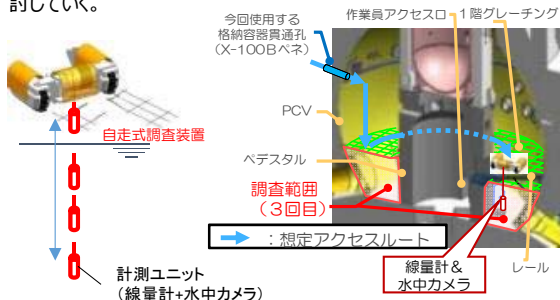 討していく。
今回使用する
格納容器貫通孔
(X-100Bペネ)
作業員アクセスロ
1階グレーチング
PCV
自走式調査装置
ペデスタル
調査範囲
(3回目)
:想定アクセスルート
線量計&
水中カメラ
レール
計測ユニット
(線量計+水中カメラ)